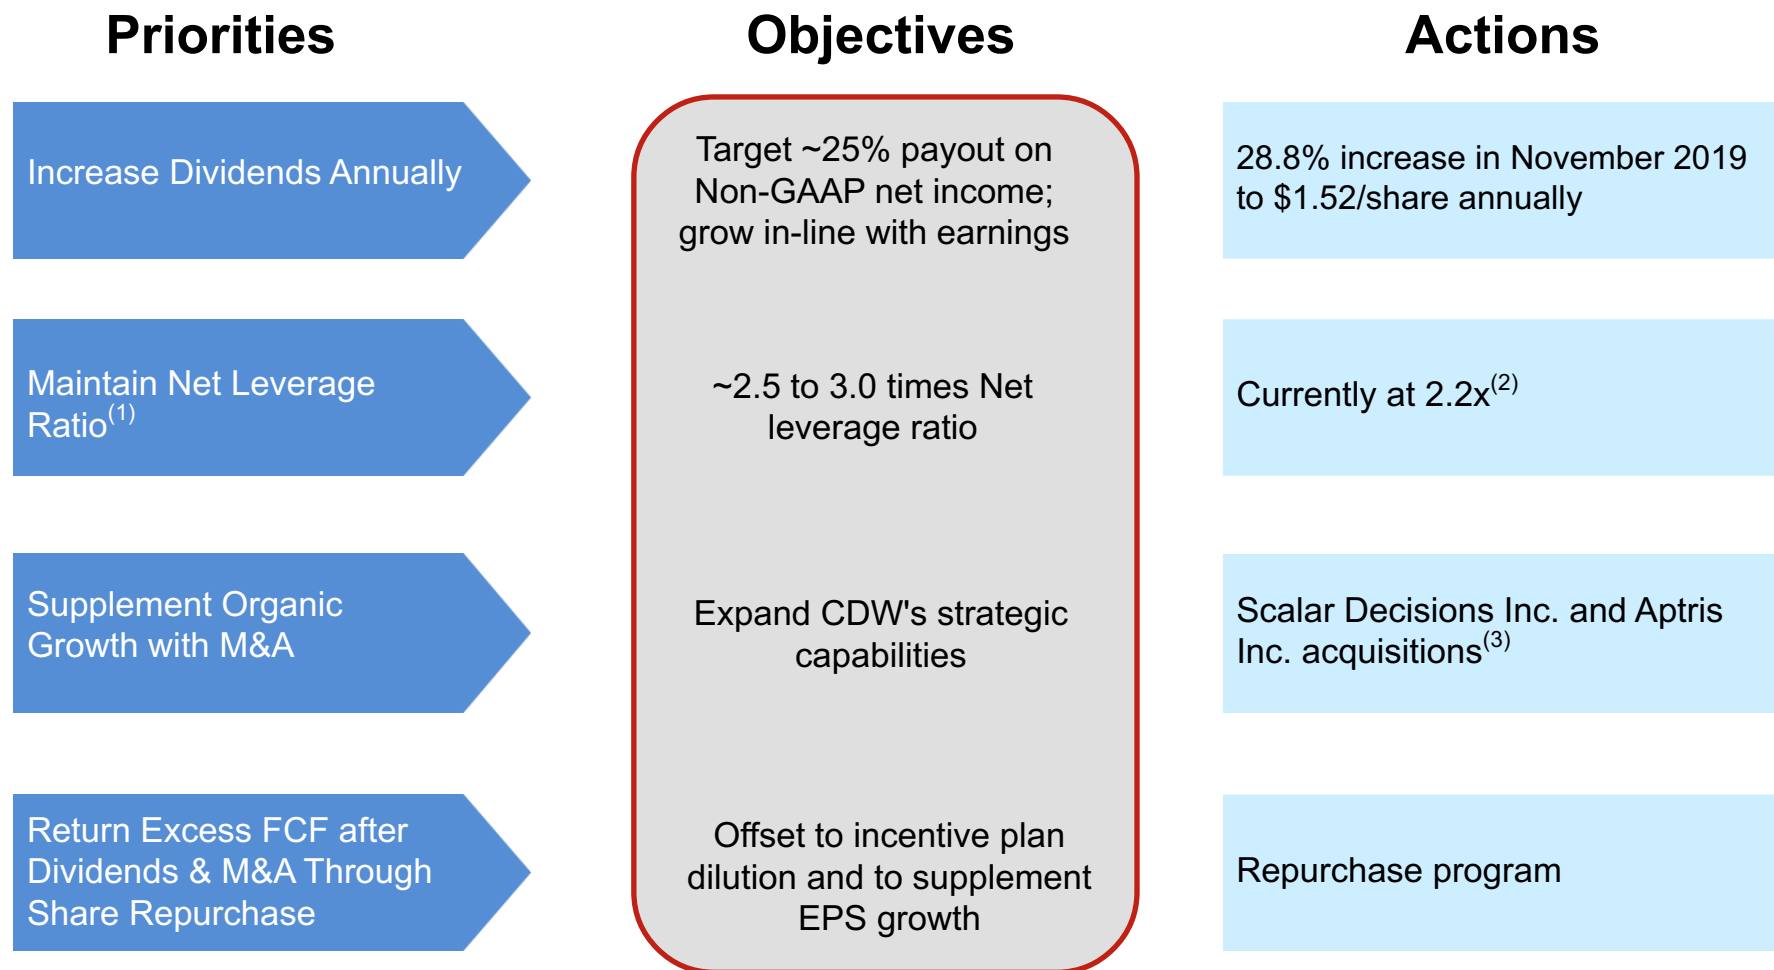 Priorities
Objectives
Actions
Increase Dividends Annually
Target ~25% payout on
Non-GAAP net income;
grow in-line with earnings
28.8% increase in November 2019
to $1.52/share annually
Maintain Net Leverage
Ratio(1)
~2.5 to 3.0 times Net
leverage ratio
Currently at 2.2x(2)
Supplement Organic
Growth with M&A
Expand CDW's strategic
capabilities
Scalar Decisions Inc. and Aptris
Inc. acquisitions(3)
Return Excess FCF after
Dividends & M&A Through
Share Repurchase
Offset to incentive plan
dilution and to supplement
EPS growth
Repurchase program